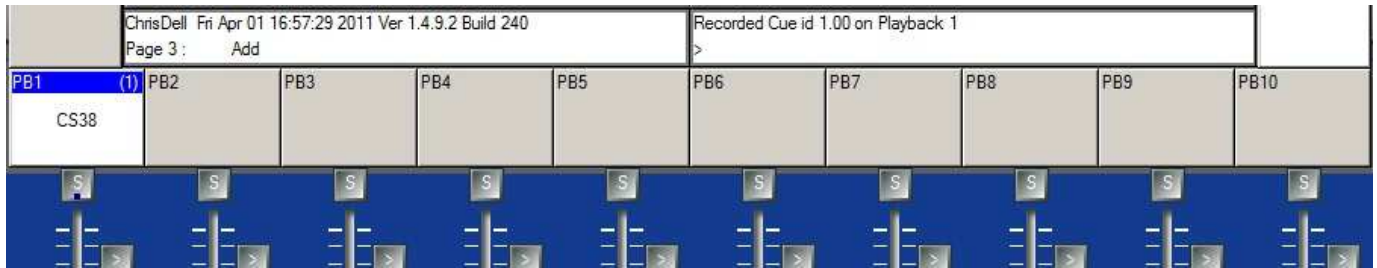 ChrisDell Fri Apr 01 16:57:29 2011 Ver 1.4.9.2 Build 240
Page 3 : Add
Recorded Cue id 1.00 on Playback 1
>
PB1 (1) PB2 PB3 PB4 PB5 PB6 PB7 PB8 PB9 PB10
CS38
S S S S S S S S S S
> > > > > > > > > >